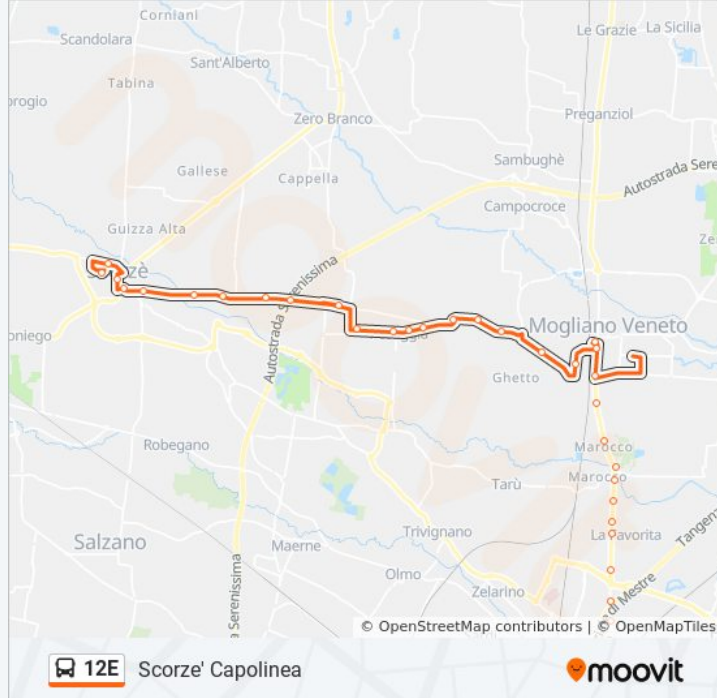 Corniani
Le Grazie
La Sicilia
Scandolara
Sant'Alberto
Tabina
Preganziol
Zero Branco
Sambughè
Autostrada Sere
Gallese
Cappella
Campocroce
Guizza Alta
Autostrada Serenissima
Mogliano Veneto
Ghetto
Robegano
Marocco
Tarù
Marocco
Salzano
Trivignano
La Favorita
Maerne
Olmo
Zelarino
© OpenStreetMap contributors | © OpenMapTiles
12E Scorze' Capolinea
moovit